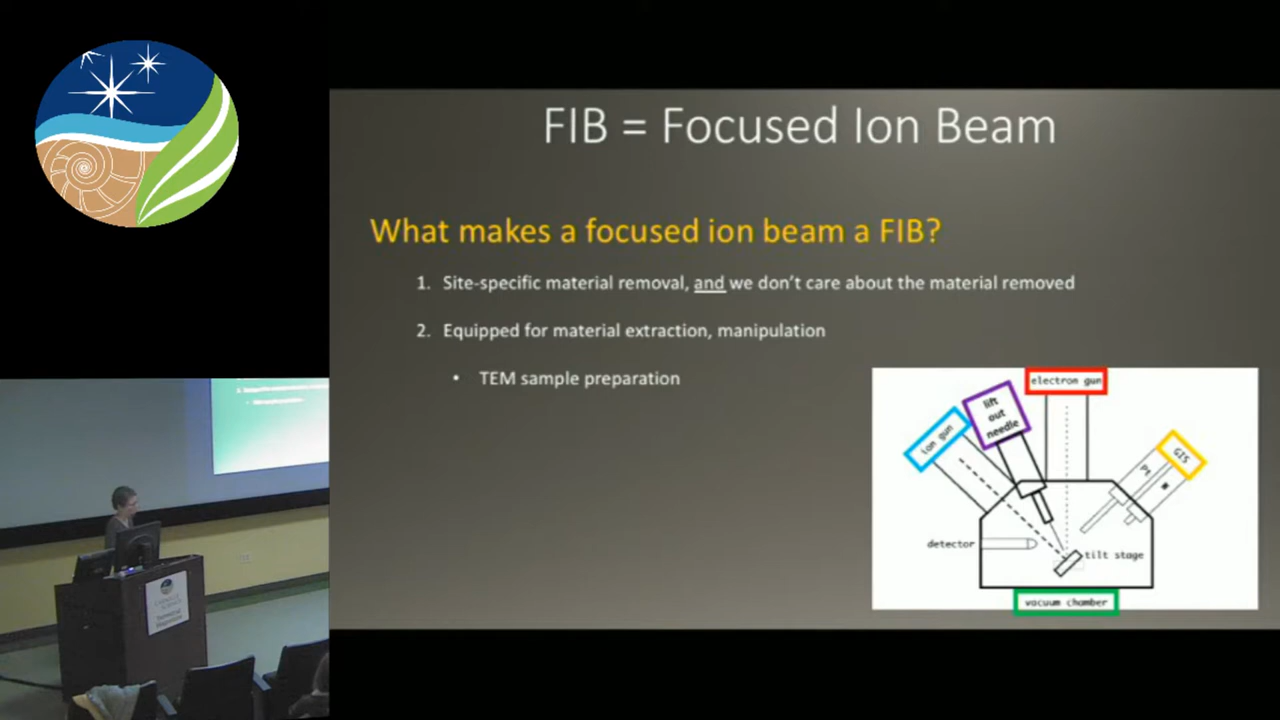 FIB = Focused Ion Beam
What makes a focused ion beam a FIB?
1. Site-specific material removal, and we don't care about the material removed
2. Equipped for material extraction, manipulation
• TEM sample preparation
electron gun
lift
out
needle
ion gun
GIS
Pt
W
detector
tilt stage
vacuum chamber